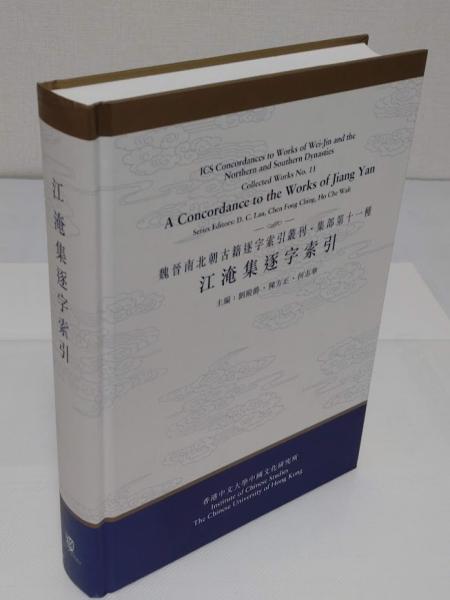 江淹集逐字索引
ICS Concordances to Works of Wei-Jin and the
Northern and Southern Dynasties
Collected Works No. 11
A Concordance to the Works of Jiang Yan
Series Editors: D. C. Lau, Chen Fong Ching, Ho Che Wah
魏晉南北朝古籍逐字索引叢刊・集部第十一種
江淹集逐字索引
主編：劉殿爵・陳方正・何志華
香港中文大學中國文化研究所
Institute of Chinese Studies
The Chinese University of Hong Kong